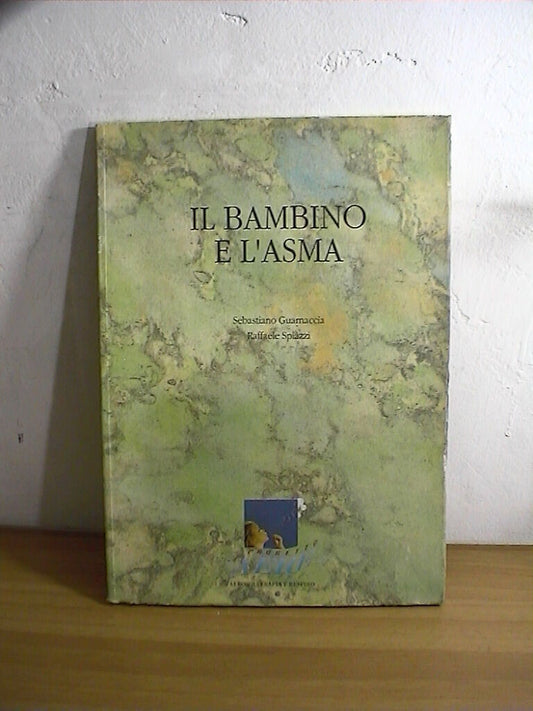 IL BAMBINO
E L'ASMA
Sebastiano Guarnaccia
Raffaele Spiazzi